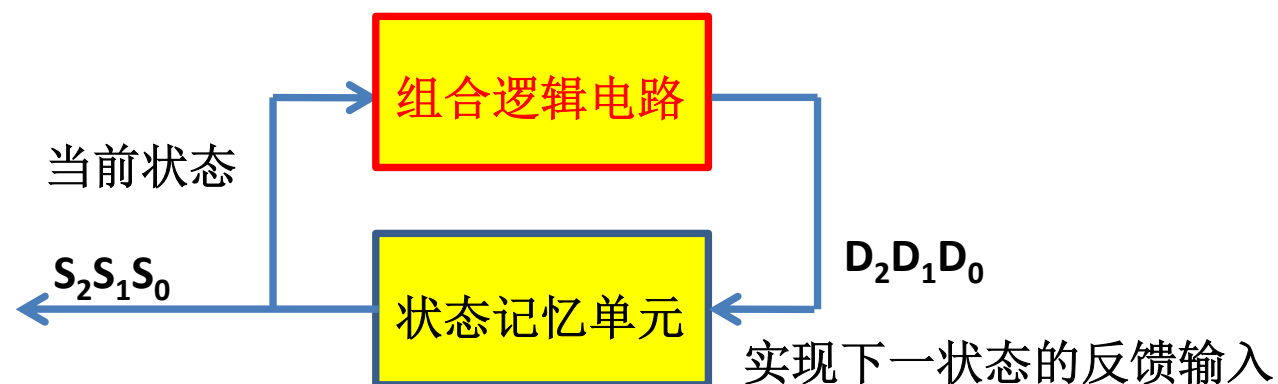 组合逻辑电路
当前状态
S₂S₁S₀
D₂D₁D₀
状态记忆单元
实现下一状态的反馈输入